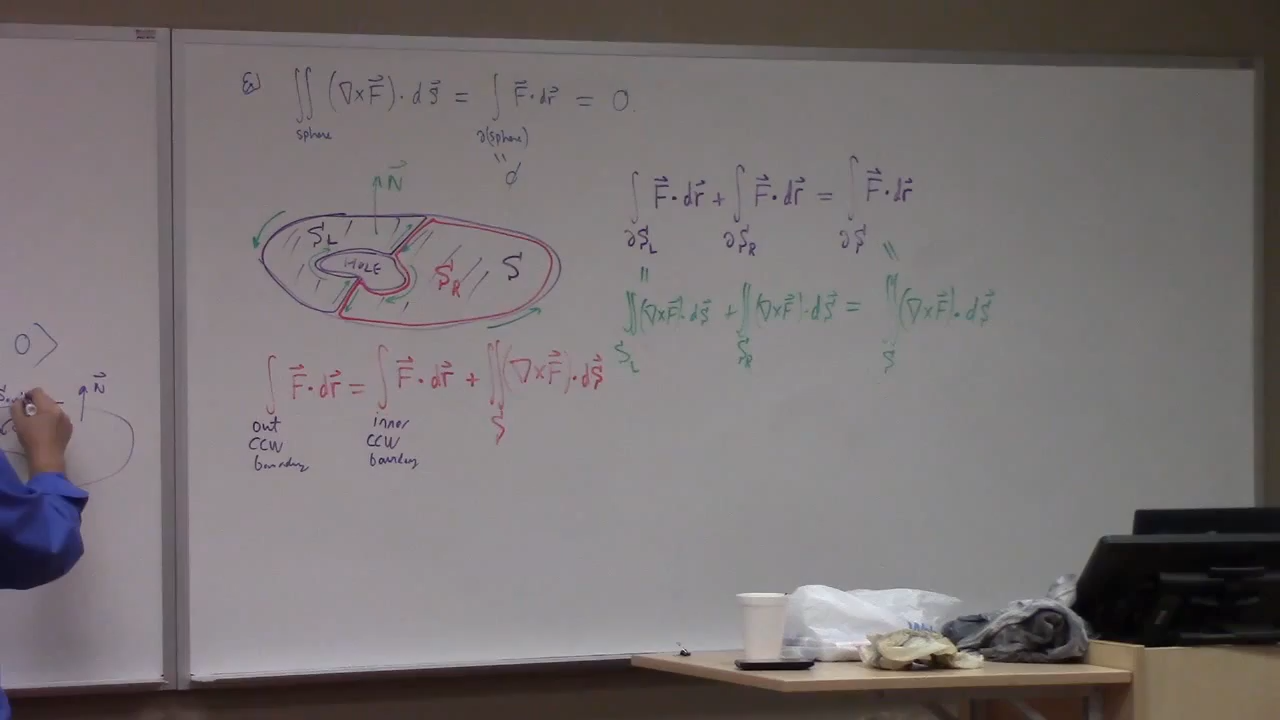 Ex ∬ (∇×F⃗)·dS⃗ = ∫ F⃗·dr⃗ = 0.
sphere ∂(sphere)
=
∅
N⃗
S_L
HOLE
S_R
S
∫ F⃗·dr⃗ + ∫ F⃗·dr⃗ = ∫ F⃗·dr⃗
∂S_L ∂S_R ∂S
= =
∬(∇×F⃗)·dS⃗ + ∬(∇×F⃗)·dS⃗ = ∬(∇×F⃗)·dS⃗
S_L S_R S
∫ F⃗·dr⃗ = ∫ F⃗·dr⃗ + ∬(∇×F⃗)·dS⃗
out inner S
CCW CCW
boundary boundary
0⟩
N⃗